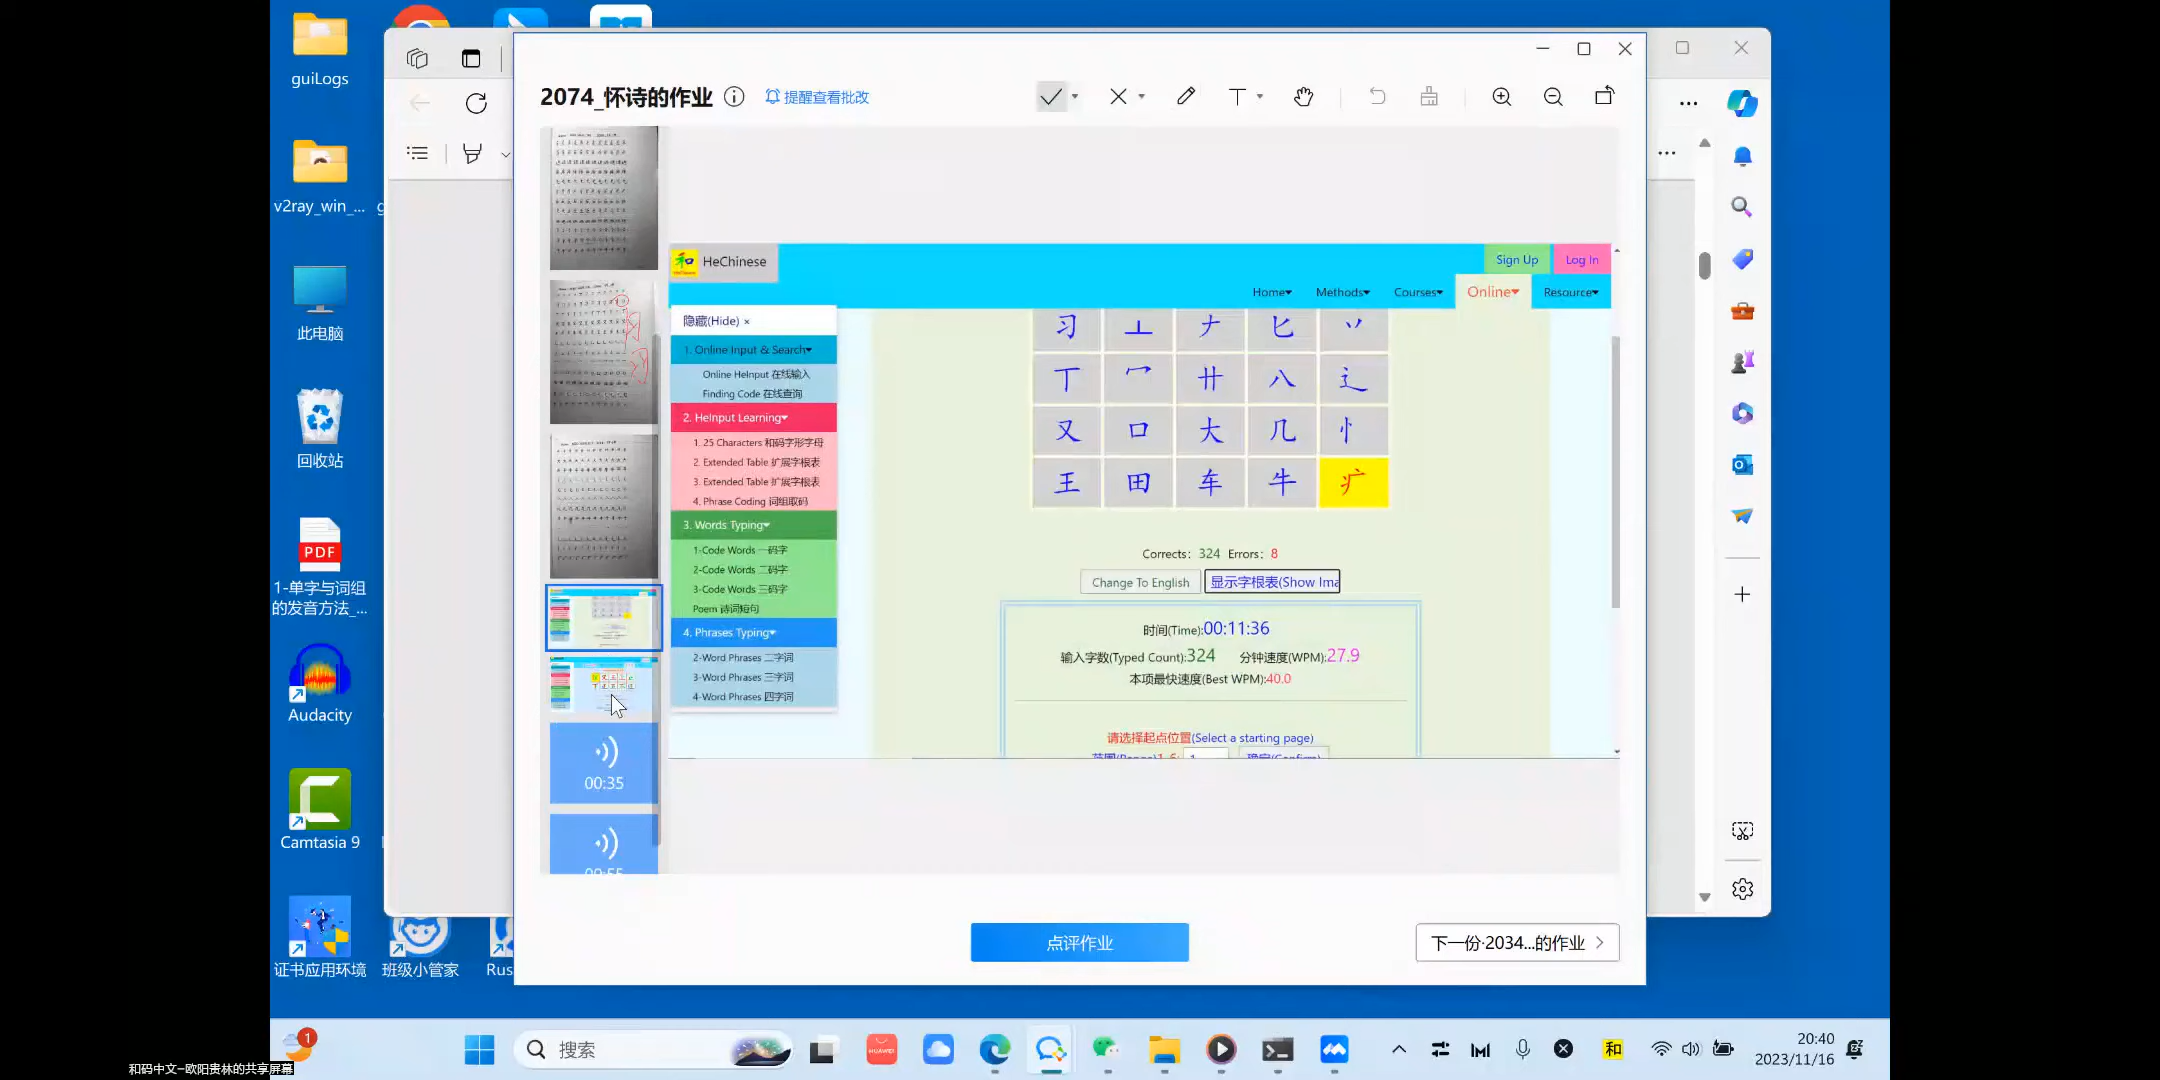 guiLogs
v2ray_win_...
此电脑
回收站
PDF
1-单字与词组
的发音方法_...
Audacity
Camtasia 9
证书应用环境
班级小管家
Rus
2074_怀诗的作业
提醒查看批改
00:35
HeChinese
Sign Up
Log In
Home▾
Methods▾
Courses▾
Online▾
Resource▾
隐藏(Hide) ×
1. Online Input & Search▾
Online HeInput 在线输入
Finding Code 在线查询
2. HeInput Learning▾
1. 25 Characters 和码字形字母
2. Extended Table 扩展字根表
3. Extended Table 扩展字根表
4. Phrase Coding 词组取码
3. Words Typing▾
1-Code Words 一码字
2-Code Words 二码字
3-Code Words 三码字
Poem 诗词短句
4. Phrases Typing▾
2-Word Phrases 二字词
3-Word Phrases 三字词
4-Word Phrases 四字词
习 㐄 ナ 匕 丷
丅 冖 廾 八 辶
又 口 大 几 忄
王 田 车 牛 疒
Corrects: 324 Errors: 8
Change To English
显示字根表(Show Ima
时间(Time):00:11:36
输入字数(Typed Count):324 分钟速度(WPM):27.9
本项最快速度(Best WPM):40.0
请选择起点位置(Select a starting page)
点评作业
下一份·2034...的作业 >
1
搜索
HUAWEI
和
20:40
2023/11/16
和码中文-欧阳贵林的共享屏幕